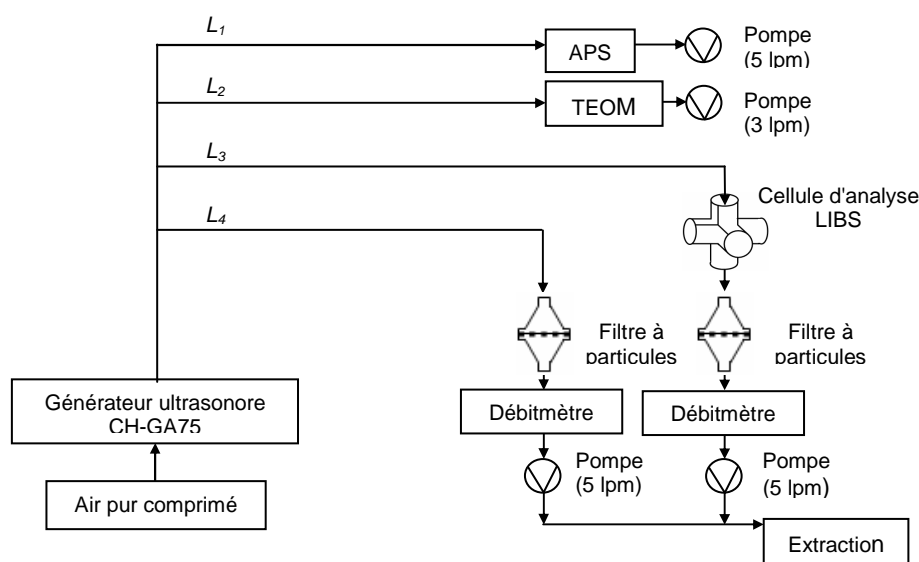 L1
APS
Pompe
(5 lpm)
L2
TEOM
Pompe
(3 lpm)
L3
Cellule d'analyse
LIBS
L4
Filtre à
particules
Filtre à
particules
Générateur ultrasonore
CH-GA75
Débitmètre
Débitmètre
Pompe
(5 lpm)
Pompe
(5 lpm)
Air pur comprimé
Extraction